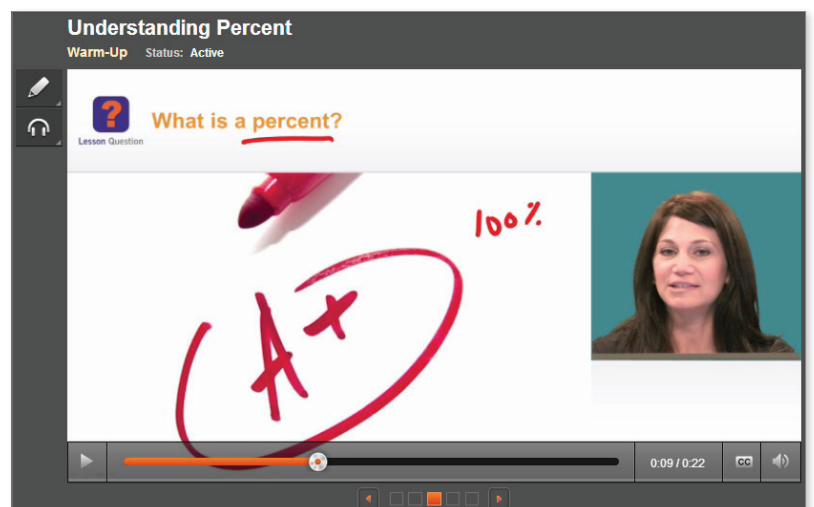 Understanding Percent
Warm-Up Status: Active
?
What is a percent?
Lesson Question
100%
A+
0:09 / 0:22 CC